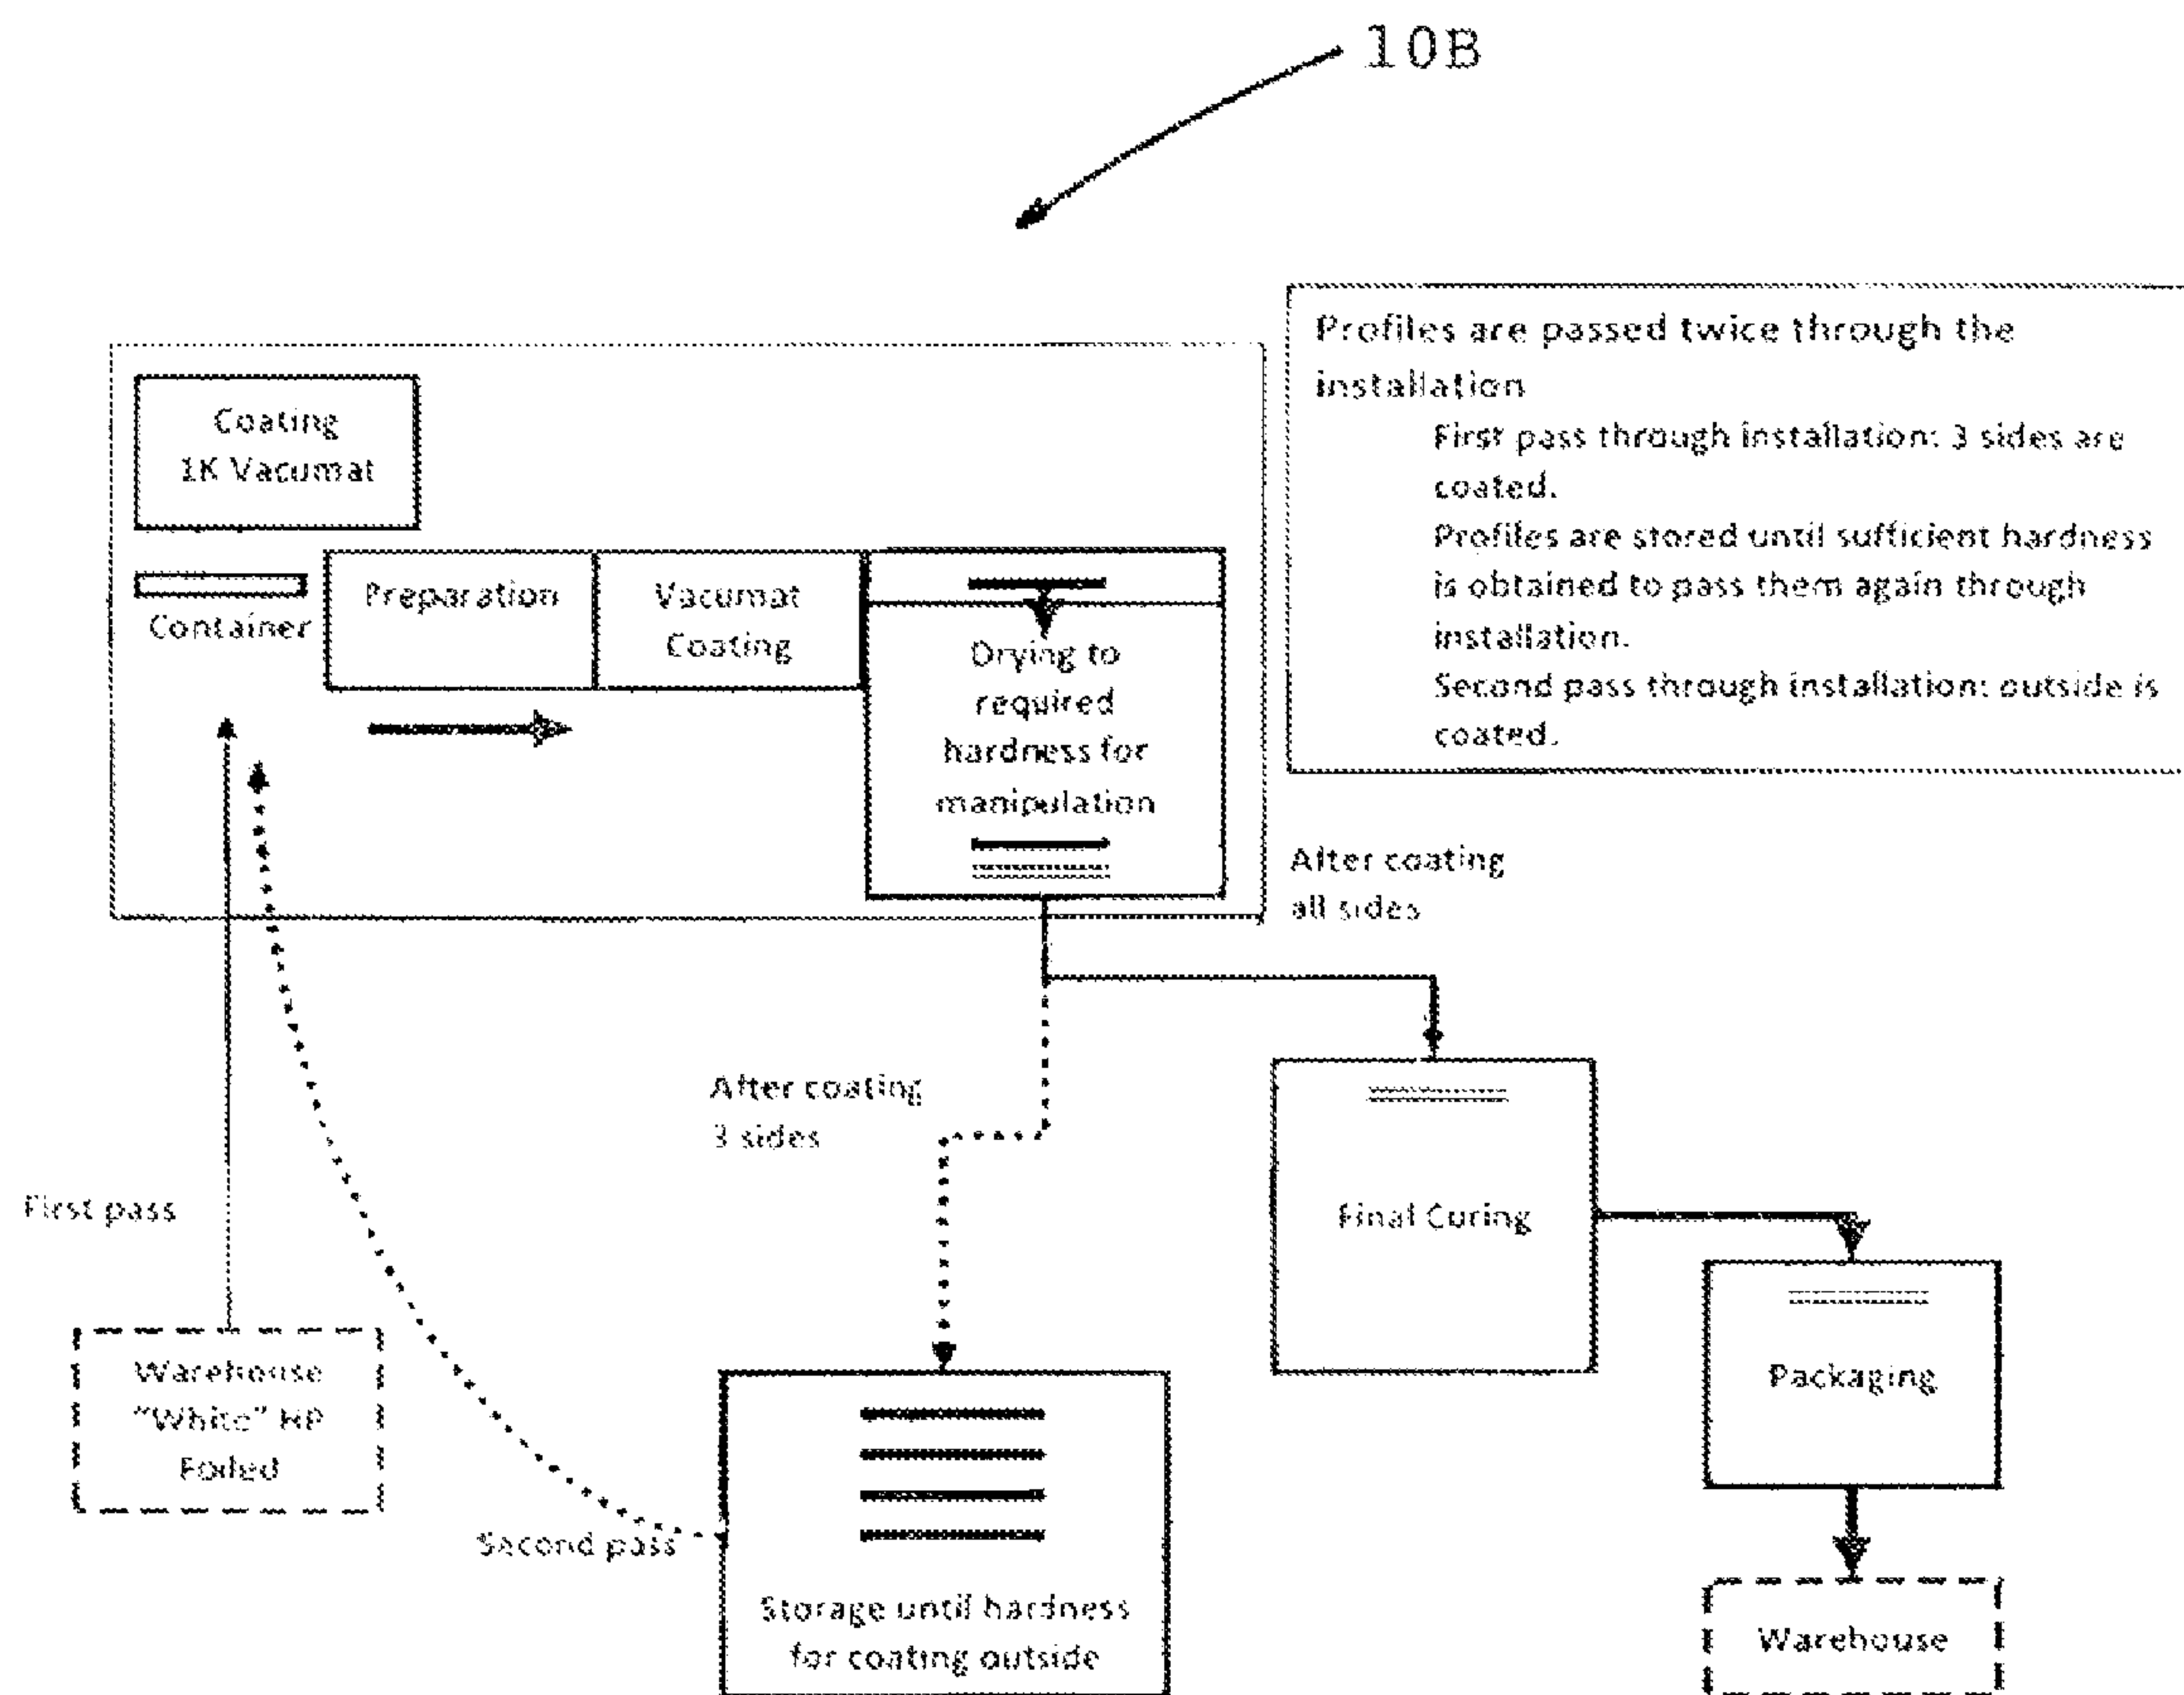 10B
Profiles are passed twice through the
installation
First pass through installation: 3 sides are
coated.
Profiles are stored until sufficient hardness
is obtained to pass them again through
installation.
Second pass through installation: outside is
coated.
Coating
1K Vacumat
Container
Preparation
Vacumat
Coating
Drying to
required
hardness for
manipulation
After coating
all sides
After coating
3 sides
First pass
Final Curing
Warehouse
"White" HP
Foiled
Second pass
Packaging
Storage until hardness
for coating outside
Warehouse